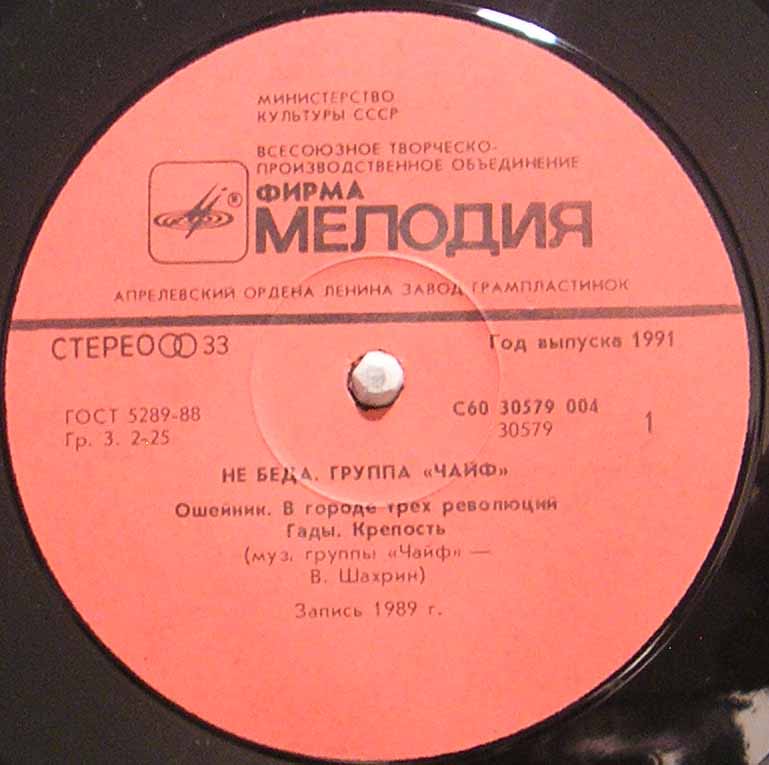 МИНИСТЕРСТВО
КУЛЬТУРЫ СССР
ВСЕСОЮЗНОЕ ТВОРЧЕСКО-
ПРОИЗВОДСТВЕННОЕ ОБЪЕДИНЕНИЕ
ФИРМА
®
МЕЛОДИЯ
АПРЕЛЕВСКИЙ ОРДЕНА ЛЕНИНА ЗАВОД ГРАМПЛАСТИНОК
СТЕРЕО 33
Год выпуска 1991
ГОСТ 5289-88
Гр. 3. 2-25
С60 30579 004
30579
1
НЕ БЕДА. ГРУППА «ЧАЙФ»
Ошейник. В городе трех революций
Гады. Крепость
(муз. группы «Чайф» —
В. Шахрин)
Запись 1989 г.